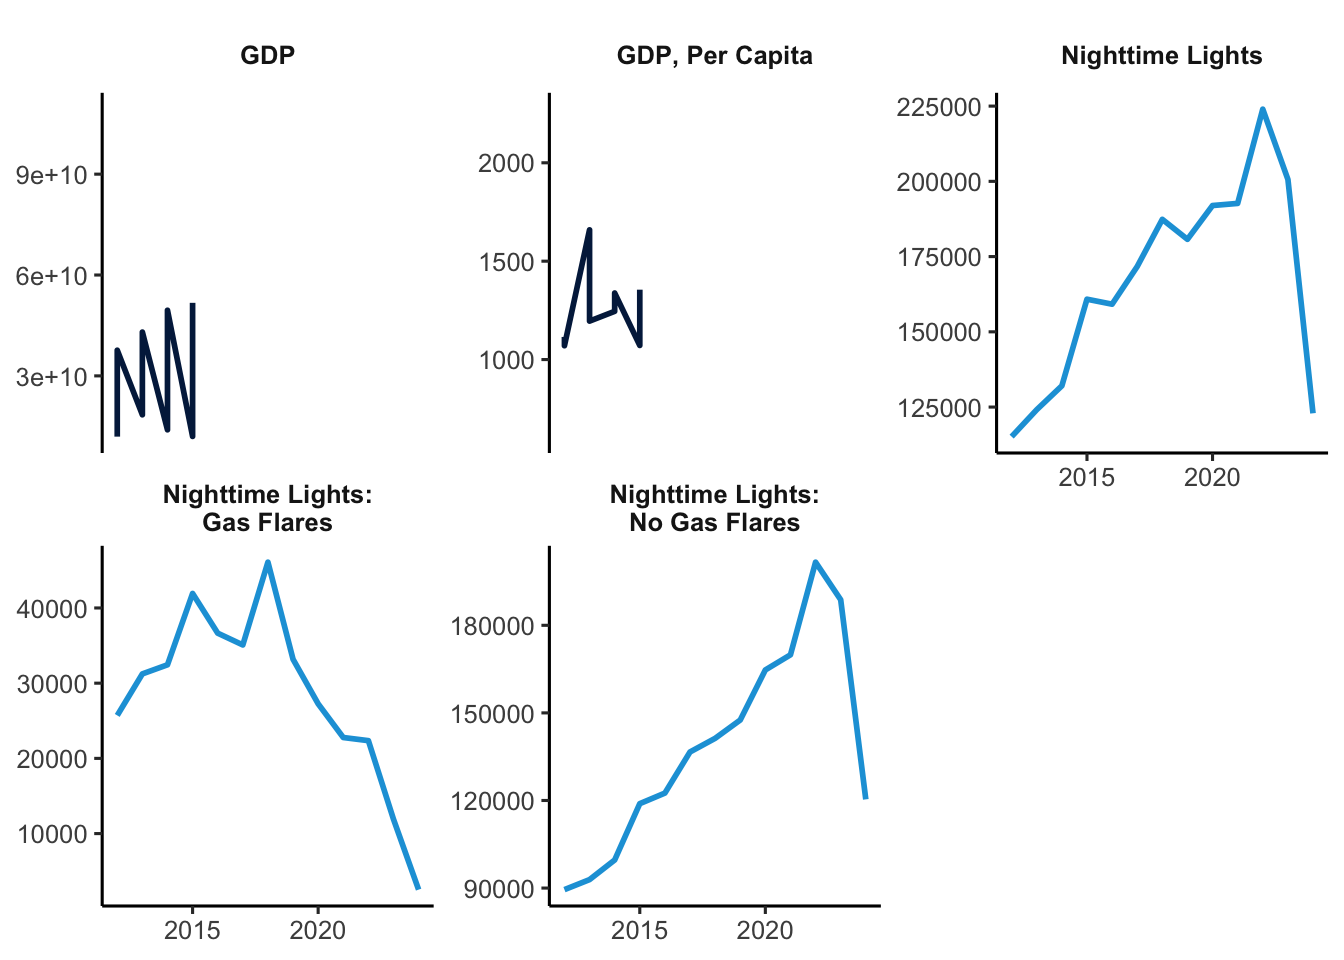 GDP
9e+10
6e+10
3e+10
GDP, Per Capita
2000
1500
1000
Nighttime Lights
225000
200000
175000
150000
125000
2015 2020
Nighttime Lights:
Gas Flares
40000
30000
20000
10000
2015 2020
Nighttime Lights:
No Gas Flares
180000
150000
120000
90000
2015 2020